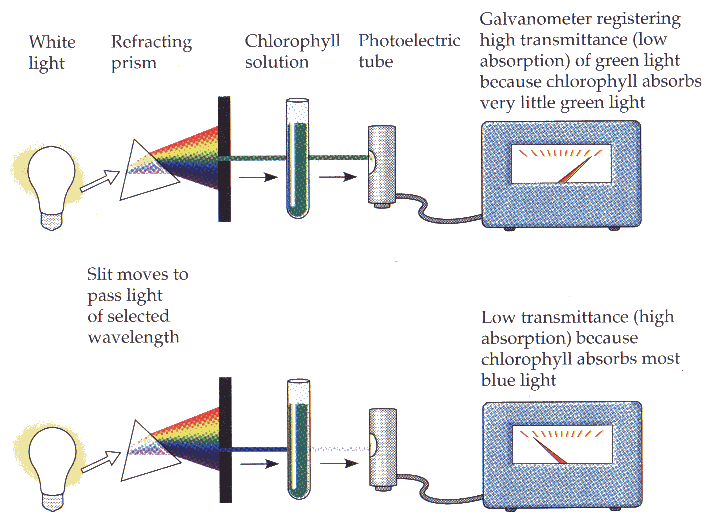 White
light
Refracting
prism
Chlorophyll
solution
Photoelectric
tube
Galvanometer registering
high transmittance (low
absorption) of green light
because chlorophyll absorbs
very little green light
Slit moves to
pass light
of selected
wavelength
Low transmittance (high
absorption) because
chlorophyll absorbs most
blue light